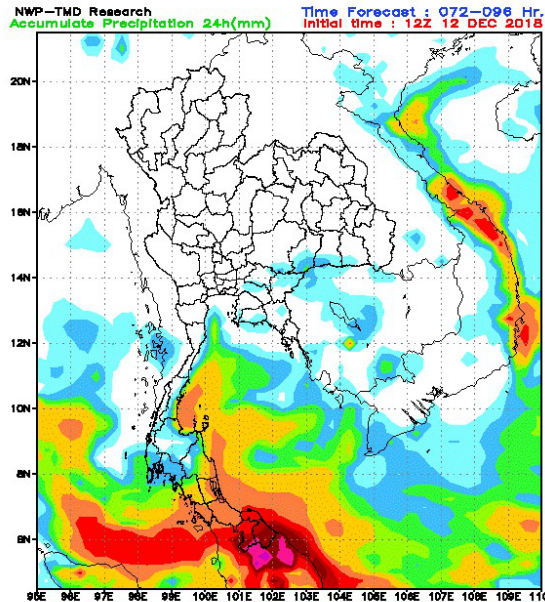 NWP-TMD Research
Time Forecast : 072-096 Hr.
Accumulate Precipitation 24h(mm)
Initial time : 12Z 12 DEC 2018
20N
18N
16N
14N
12N
10N
8N
6N
95E 96E 97E 98E 99E 100E 101E 102E 103E 104E 105E 106E 107E 108E 109E 110